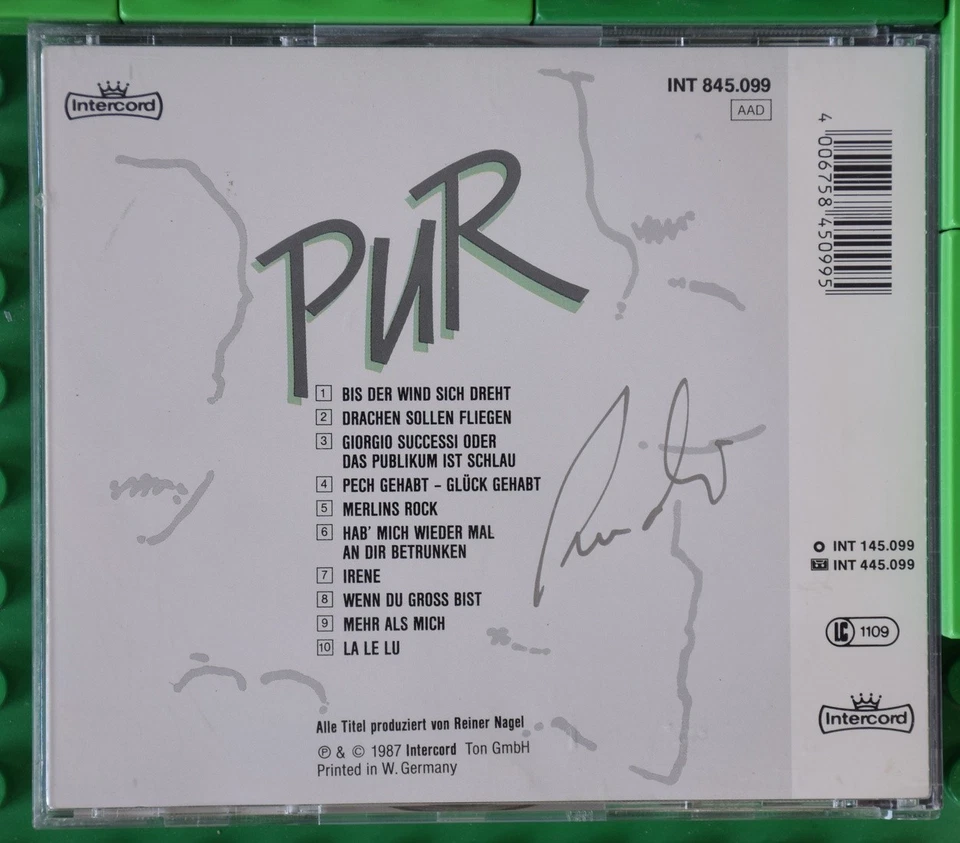 Intercord
INT 845.099
AAD
PUR
1 BIS DER WIND SICH DREHT
2 DRACHEN SOLLEN FLIEGEN
3 GIORGIO SUCCESSI ODER
DAS PUBLIKUM IST SCHLAU
4 PECH GEHABT – GLÜCK GEHABT
5 MERLINS ROCK
6 HAB' MICH WIEDER MAL
AN DIR BETRUNKEN
7 IRENE
8 WENN DU GROSS BIST
9 MEHR ALS MICH
10 LA LE LU
Alle Titel produziert von Reiner Nagel
Ⓟ & © 1987 Intercord Ton GmbH
Printed in W. Germany
4 006758 450995
INT 145.099
INT 445.099
LC 1109
Intercord